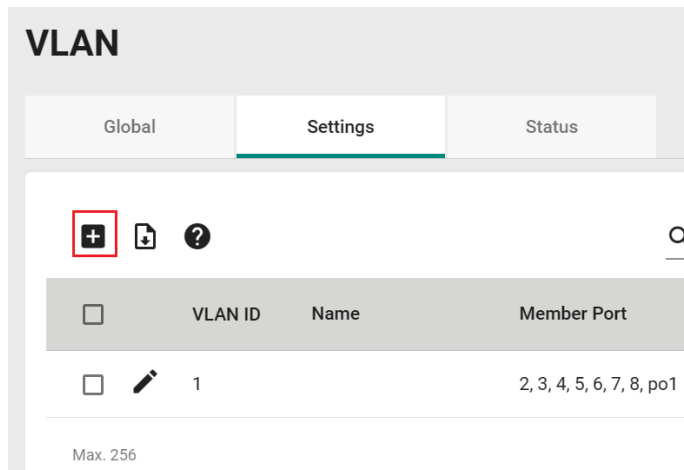 VLAN
Global Settings Status
VLAN ID Name Member Port
1 2, 3, 4, 5, 6, 7, 8, po1
Max. 256